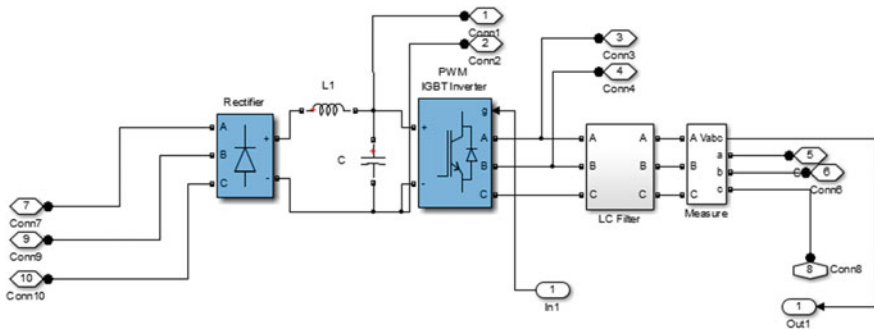 1
Conn1
2
Conn2
3
Conn3
4
Conn4
PWM
IGBT Inverter
L1
Rectifier
g
A
+
B
C
-
C
+
-
A
B
C
A
B
C
A
B
C
LC Filter
A
B
C
Vabc
a
b
c
Measure
5
6
Conn6
7
Conn7
9
Conn9
10
Conn10
8
Conn8
1
In1
1
Out1